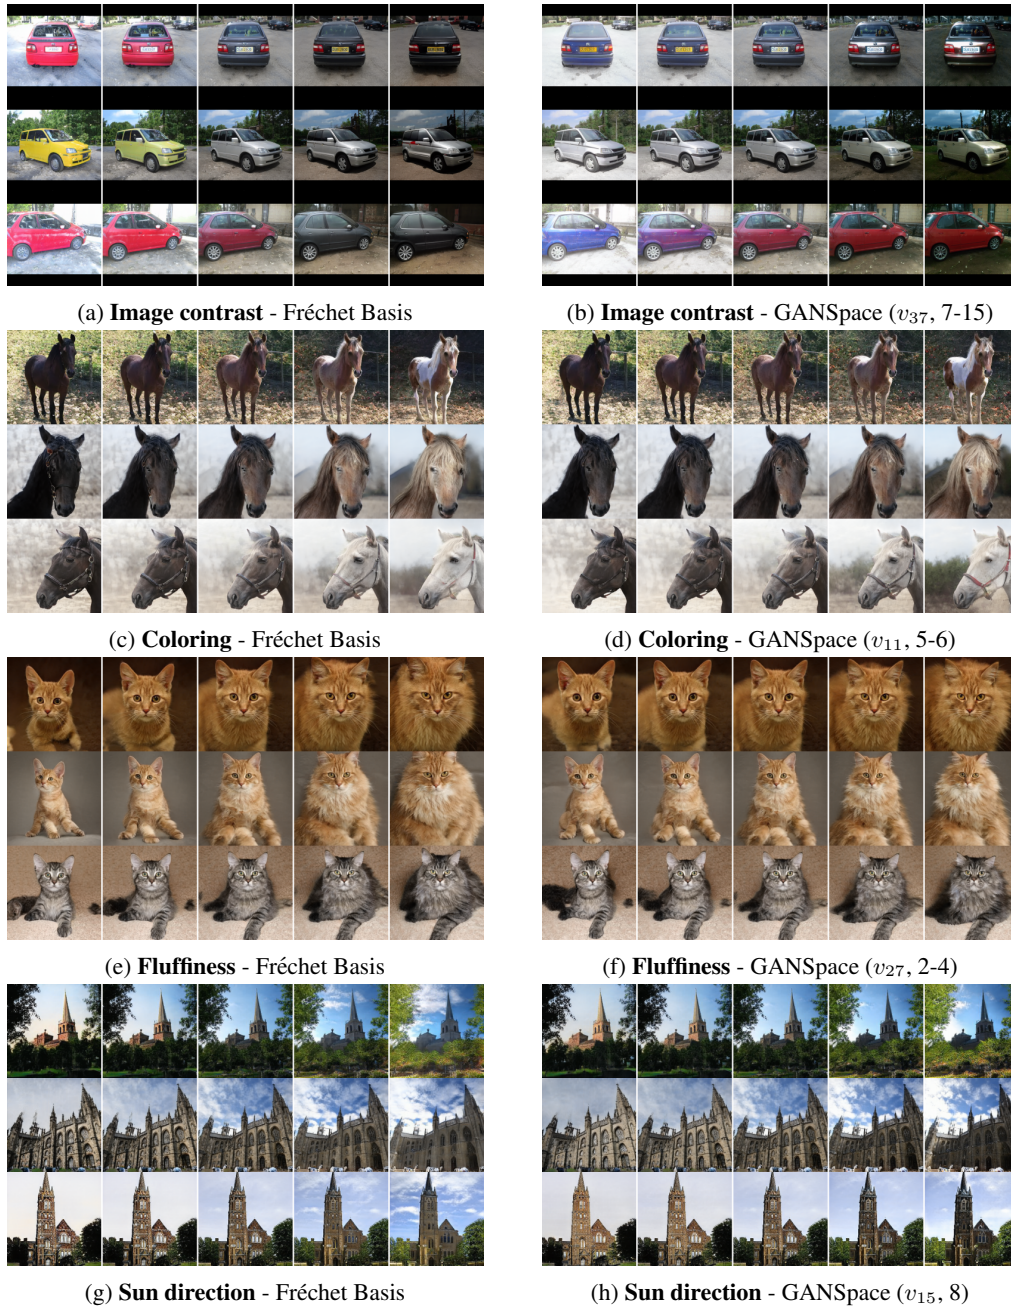 (a) Image contrast - Fréchet Basis
(b) Image contrast - GANSpace (v37, 7-15)
(c) Coloring - Fréchet Basis
(d) Coloring - GANSpace (v11, 5-6)
(e) Fluffiness - Fréchet Basis
(f) Fluffiness - GANSpace (v27, 2-4)
(g) Sun direction - Fréchet Basis
(h) Sun direction - GANSpace (v15, 8)